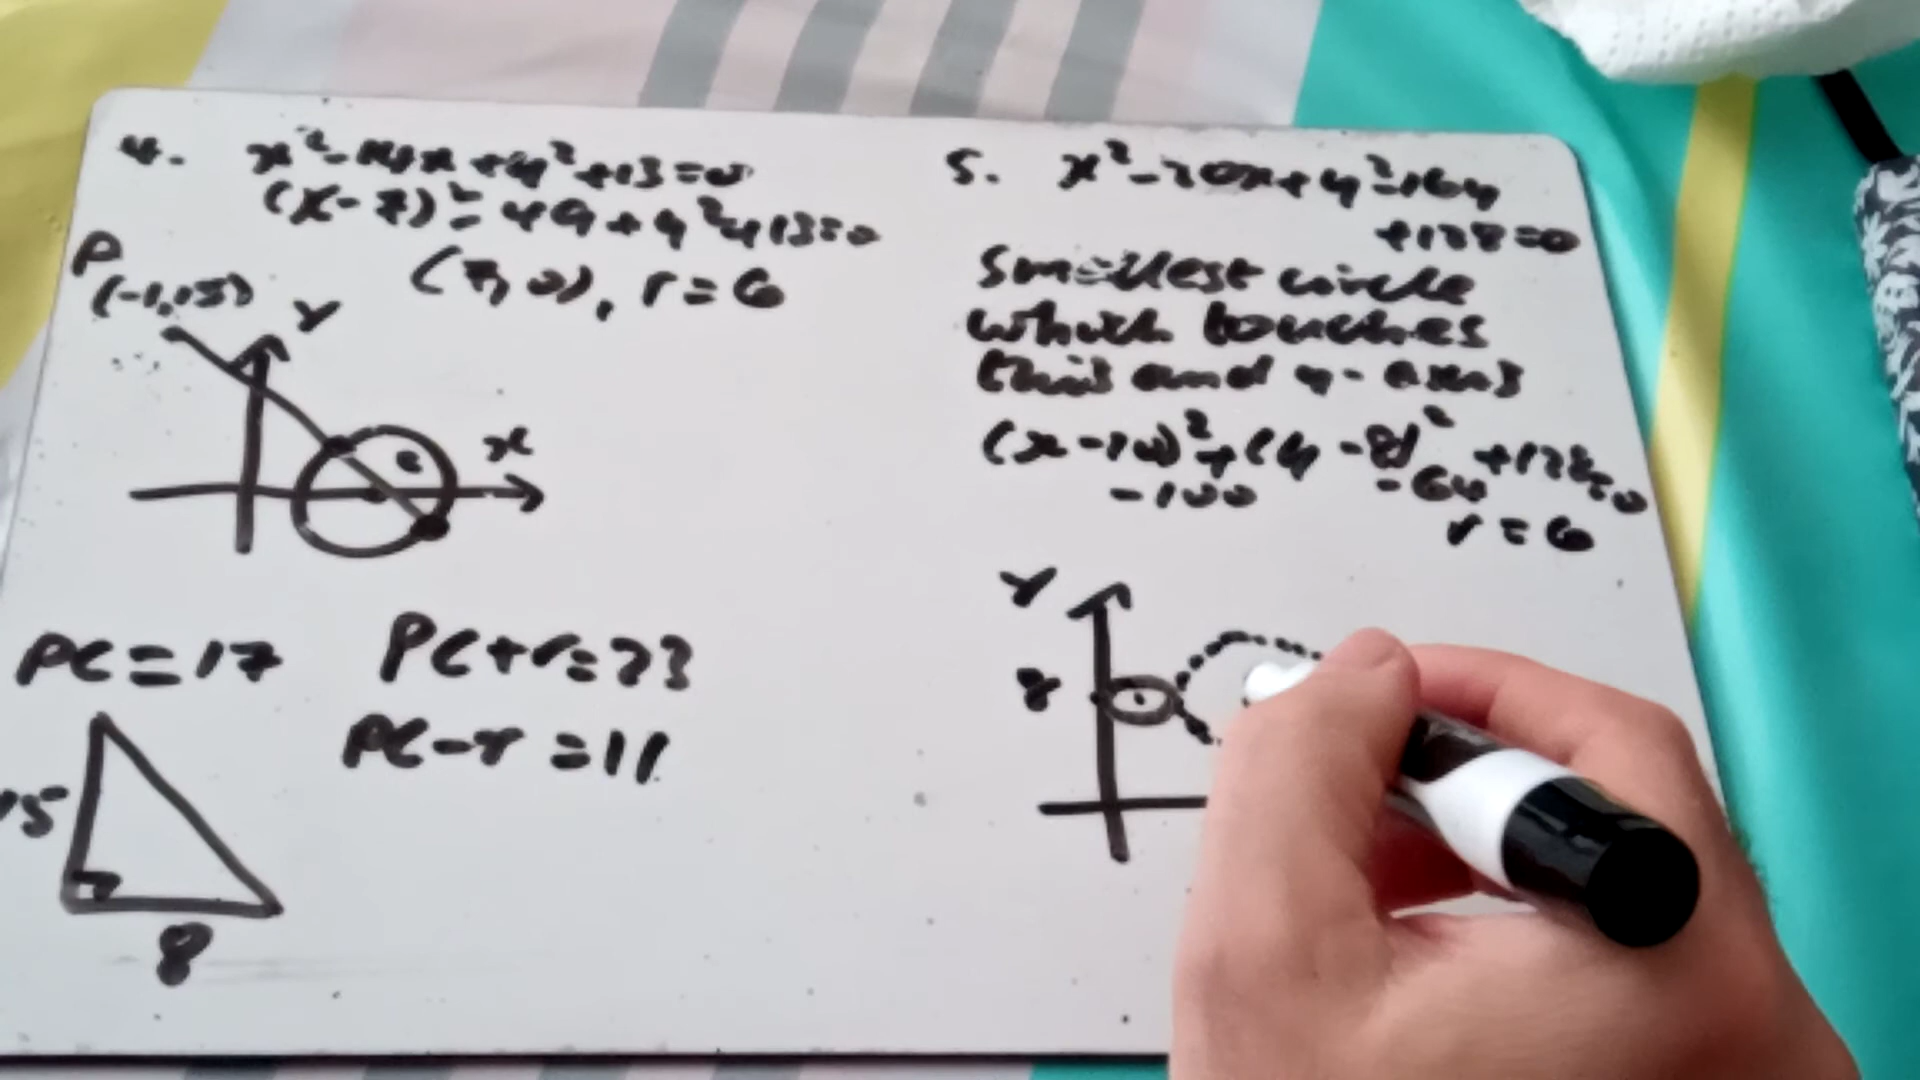 4. x² - 14x + y² + 13 = 0
(x - 7)² - 49 + y² + 13 = 0
(7, 0), r = 6
P
(-1, 15)
Y
x
c
PC = 17
PC + r = 23
PC - r = 11
15
8
5. x² - 20x + y² - 16y
+ 128 = 0
Smallest circle
which touches
this and y-axis
(x - 10)² + (y - 8)² + 128 = 0
- 100 - 64
r = 6
Y
8